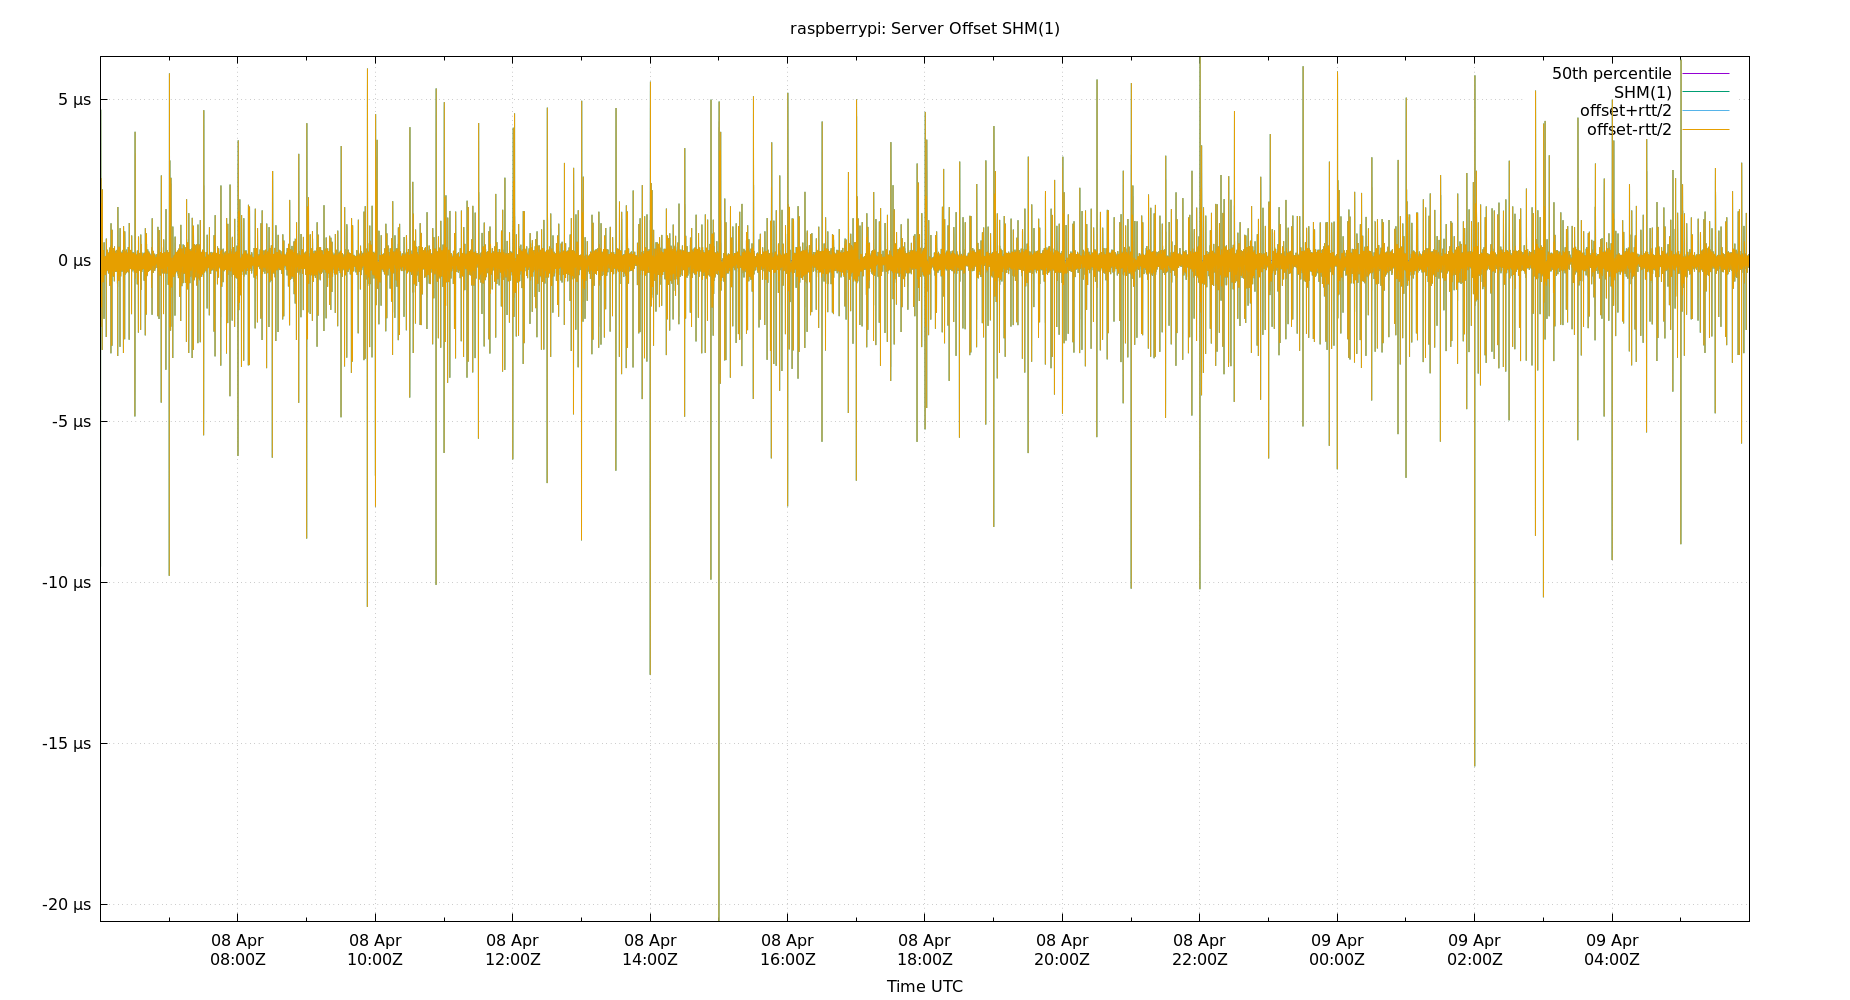 raspberrypi: Server Offset SHM(1)
50th percentile
SHM(1)
offset+rtt/2
offset-rtt/2
5 µs
0 µs
-5 µs
-10 µs
-15 µs
-20 µs
08 Apr 08 Apr 08 Apr 08 Apr 08 Apr 08 Apr 08 Apr 08 Apr 09 Apr 09 Apr 09 Apr
08:00Z 10:00Z 12:00Z 14:00Z 16:00Z 18:00Z 20:00Z 22:00Z 00:00Z 02:00Z 04:00Z
Time UTC